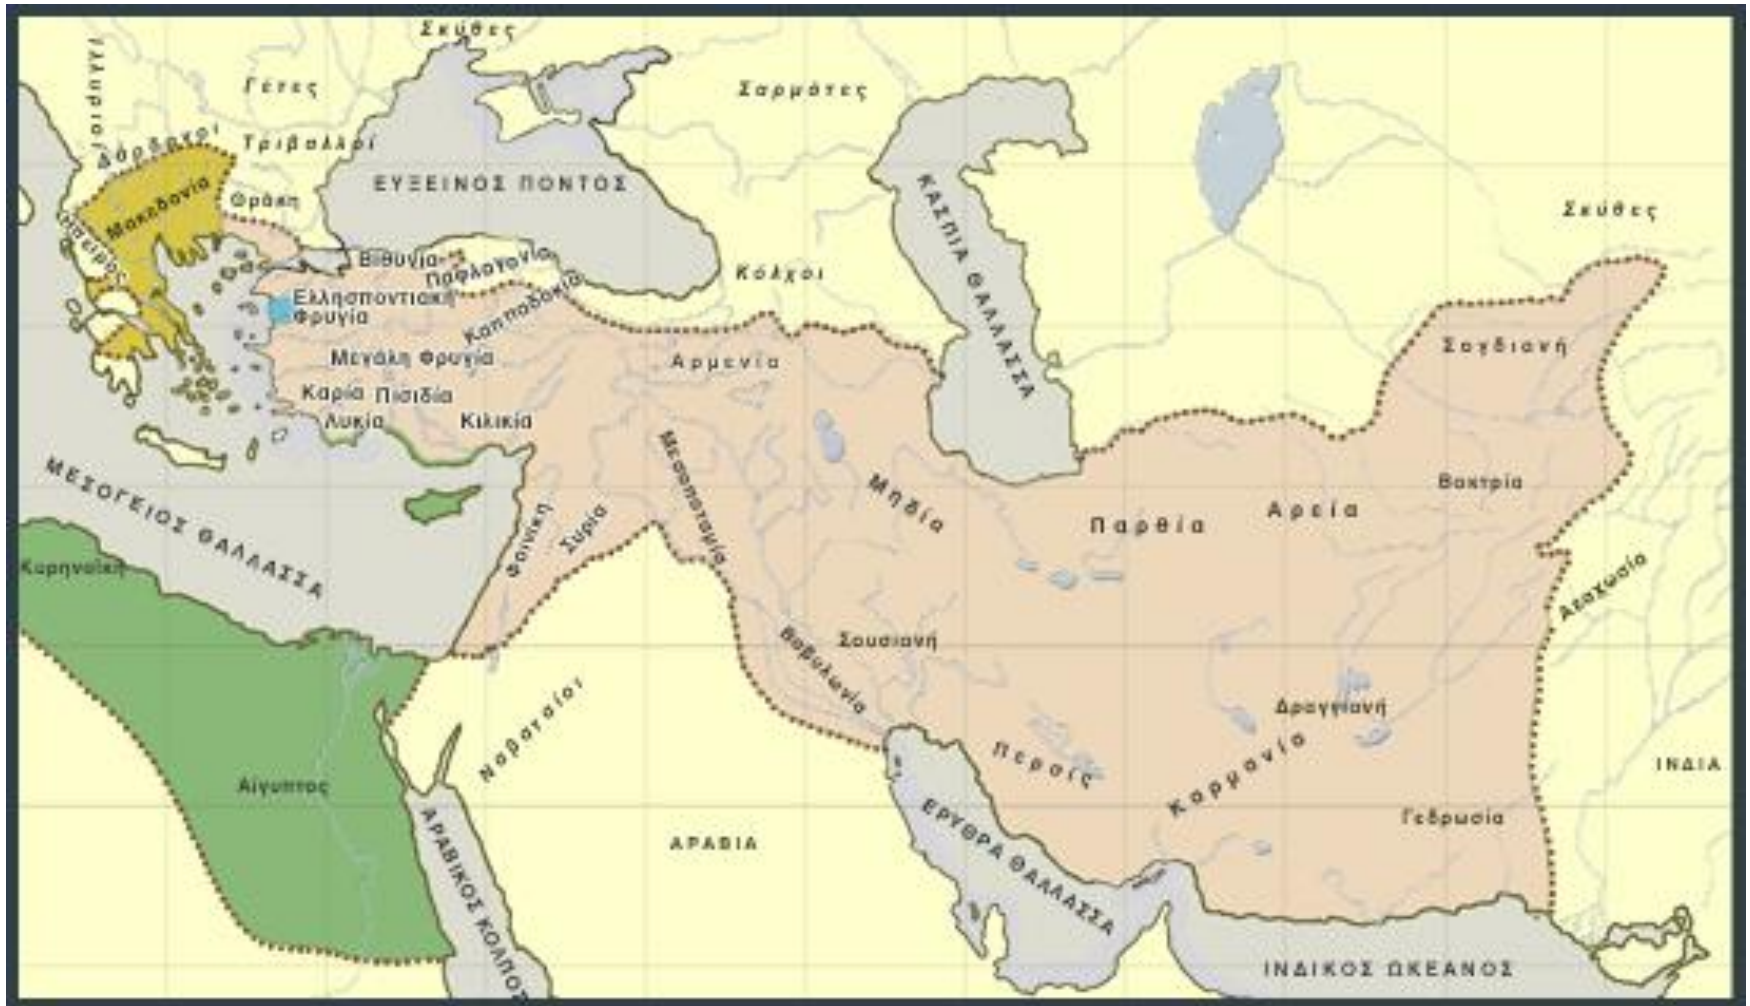 Σκύθες
Ιλλυριοί
Γέτες
Σαρμάτες
Δάρδανοι
Τριβαλλοί
Μακεδονία
ΕΥΞΕΙΝΟΣ ΠΟΝΤΟΣ
Θράκη
ΚΑΣΠΙΑ ΘΑΛΑΣΣΑ
Σκύθες
Ήπειρος
Βιθυνία
Παφλαγονία
Κόλχοι
Ελλησποντιακή
Φρυγία
Καππαδοκία
Μεγάλη Φρυγία
Αρμενία
Σογδιανή
Καρία
Πισιδία
Λυκία
Κιλικία
ΜΕΣΟΓΕΙΟΣ ΘΑΛΑΣΣΑ
Μεσοποταμία
Μηδία
Βακτρία
Παρθία
Αρεία
Φοινίκη
Συρία
Κυρηναϊκή
Αραχωσία
Βαβυλωνία
Σουσιανή
Ναβαταίοι
Δραγγιανή
Περσίς
Καρμανία
ΙΝΔΙΑ
Αίγυπτος
Γεδρωσία
ΑΡΑΒΙΚΟΣ ΚΟΛΠΟΣ
ΑΡΑΒΙΑ
ΕΡΥΘΡΑ ΘΑΛΑΣΣΑ
ΙΝΔΙΚΟΣ ΩΚΕΑΝΟΣ